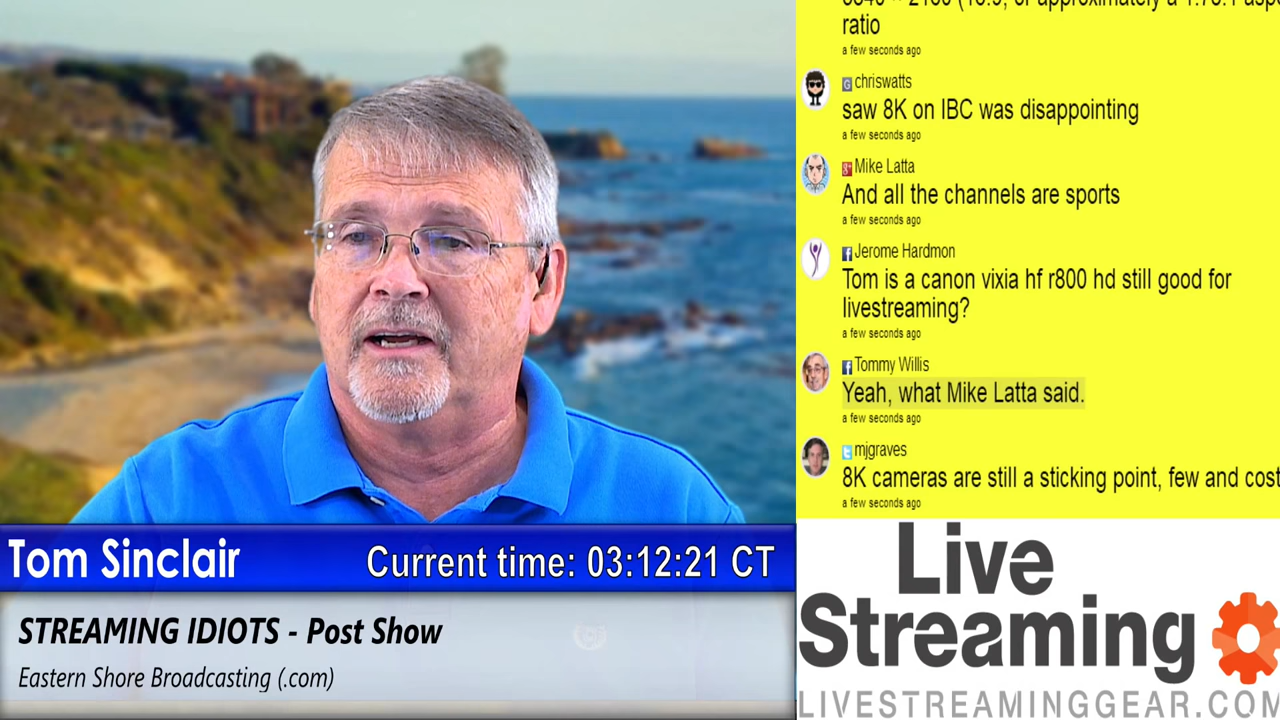 ratio
a few seconds ago
chriswatts
saw 8K on IBC was disappointing
a few seconds ago
Mike Latta
And all the channels are sports
a few seconds ago
Jerome Hardmon
Tom is a canon vixia hf r800 hd still good for
livestreaming?
a few seconds ago
Tommy Willis
Yeah, what Mike Latta said.
a few seconds ago
mjgraves
8K cameras are still a sticking point, few and cost
a few seconds ago
Tom Sinclair
Current time: 03:12:21 CT
STREAMING IDIOTS - Post Show
Eastern Shore Broadcasting (.com)
Live
Streaming
LIVESTREAMINGGEAR.COM